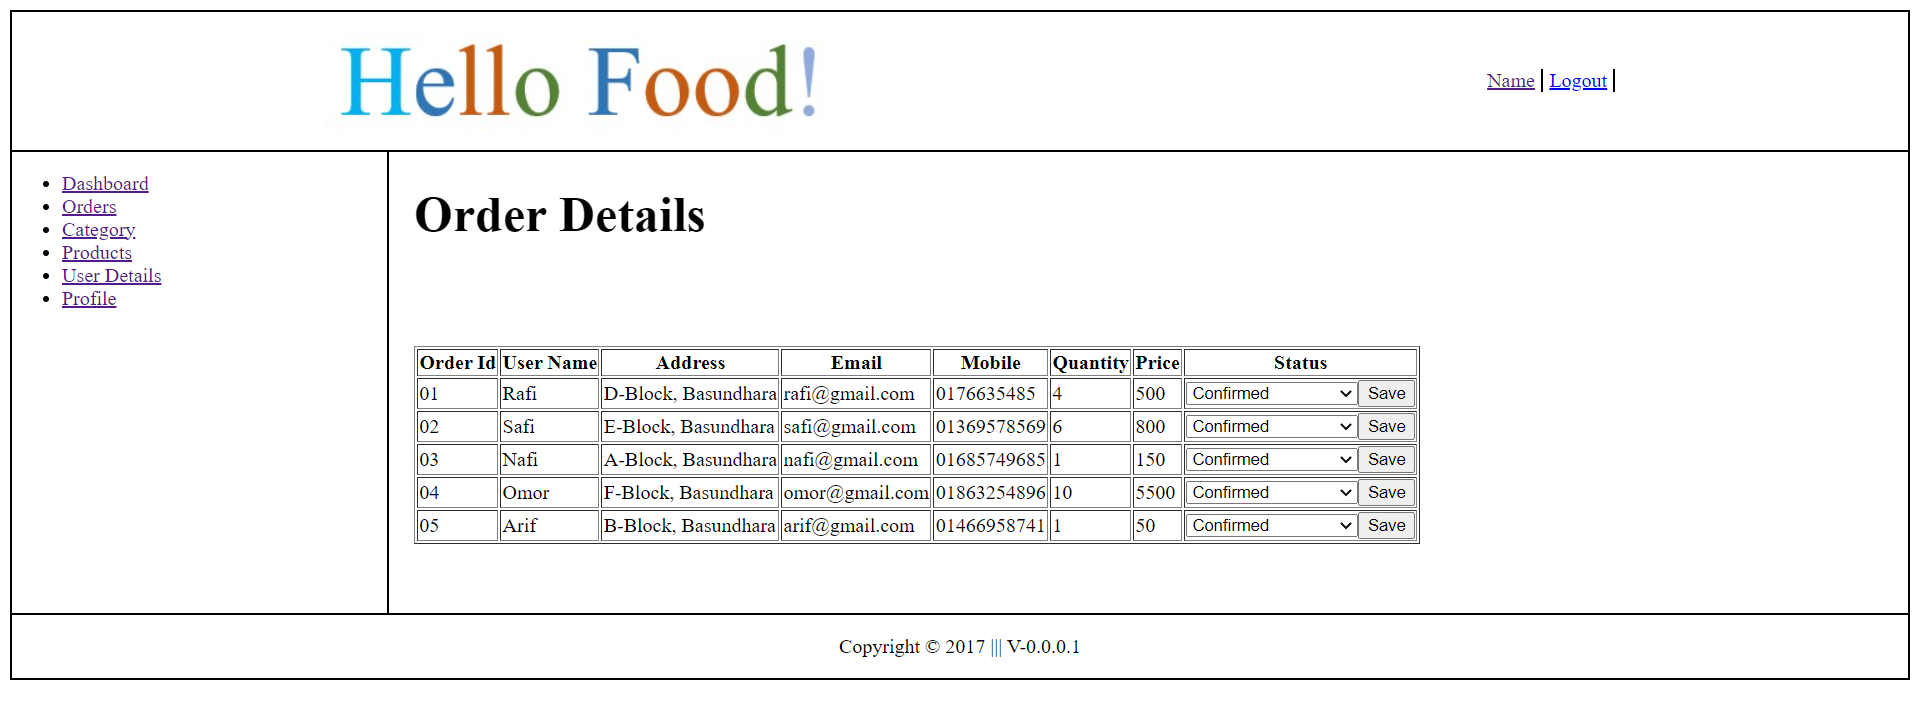 Hello Food!
Name | Logout |
Dashboard
Orders
Category
Products
User Details
Profile
Order Details
Order Id User Name Address Email Mobile Quantity Price Status
01 Rafi D-Block, Basundhara rafi@gmail.com 0176635485 4 500 Confirmed Save
02 Safi E-Block, Basundhara safi@gmail.com 01369578569 6 800 Confirmed Save
03 Nafi A-Block, Basundhara nafi@gmail.com 01685749685 1 150 Confirmed Save
04 Omor F-Block, Basundhara omor@gmail.com 01863254896 10 5500 Confirmed Save
05 Arif B-Block, Basundhara arif@gmail.com 01466958741 1 50 Confirmed Save
Copyright © 2017 ||| V-0.0.0.1